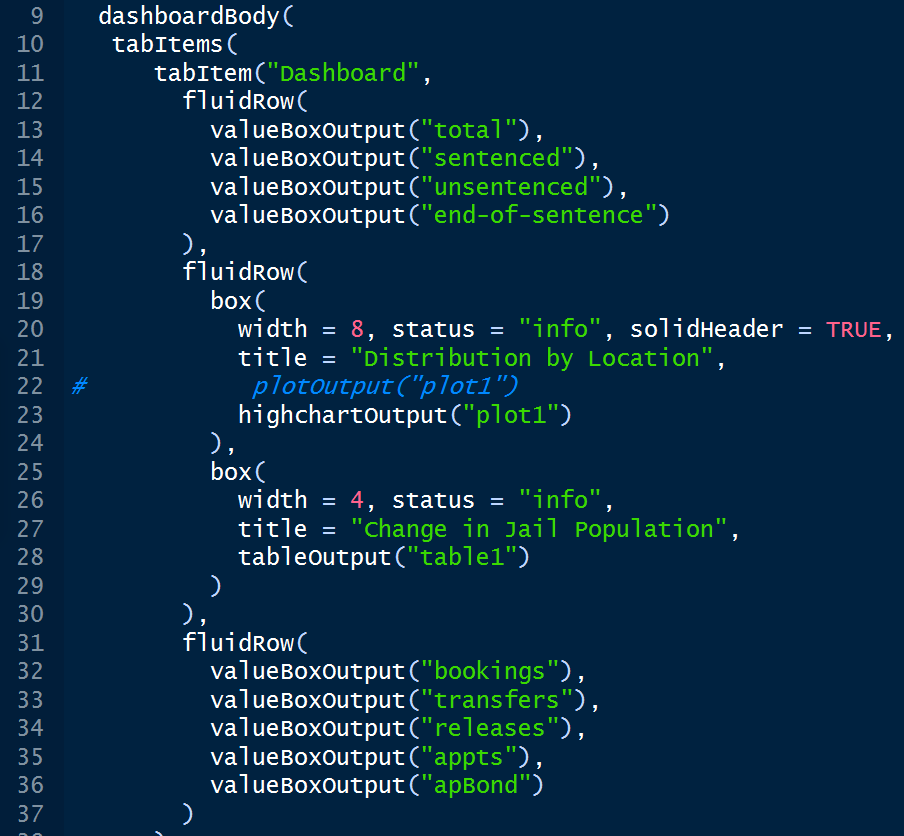 9 dashboardBody(
10 tabItems(
11 tabItem("Dashboard",
12 fluidRow(
13 valueBoxOutput("total"),
14 valueBoxOutput("sentenced"),
15 valueBoxOutput("unsentenced"),
16 valueBoxOutput("end-of-sentence")
17 ),
18 fluidRow(
19 box(
20 width = 8, status = "info", solidHeader = TRUE,
21 title = "Distribution by Location",
22 # plotOutput("plot1")
23 highchartOutput("plot1")
24 ),
25 box(
26 width = 4, status = "info",
27 title = "Change in Jail Population",
28 tableOutput("table1")
29 )
30 ),
31 fluidRow(
32 valueBoxOutput("bookings"),
33 valueBoxOutput("transfers"),
34 valueBoxOutput("releases"),
35 valueBoxOutput("appts"),
36 valueBoxOutput("apBond")
37 )